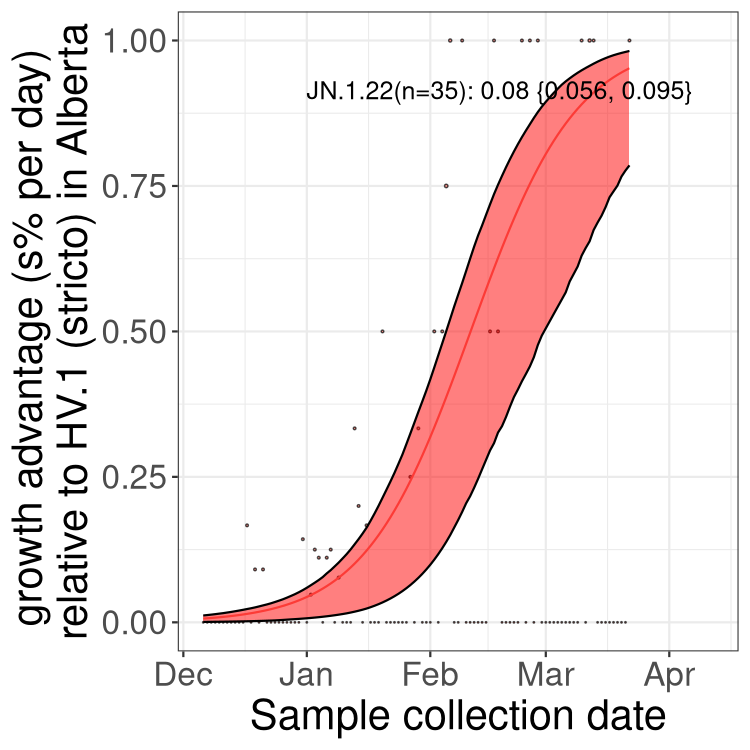 growth advantage (s% per day)
relative to HV.1 (stricto) in Alberta
1.00
0.75
0.50
0.25
0.00
JN.1.22(n=35): 0.08 {0.056, 0.095}
Dec Jan Feb Mar Apr
Sample collection date